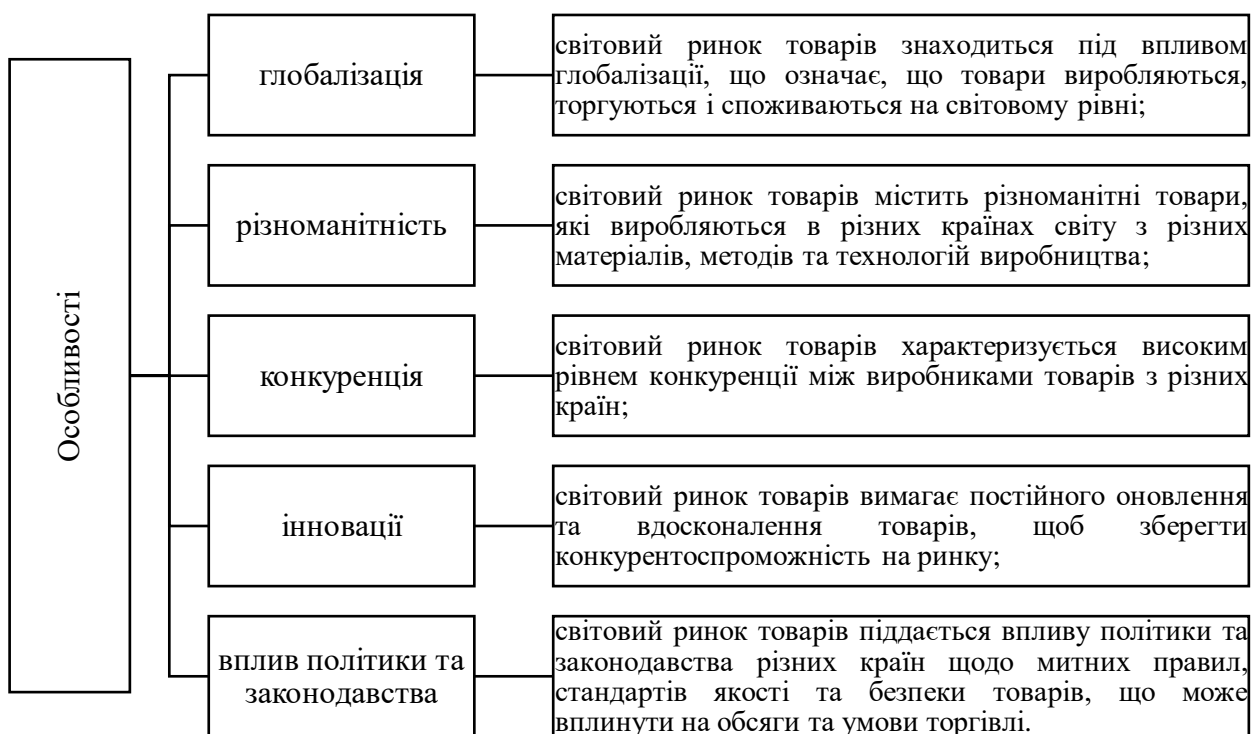 Особливості
глобалізація
світовий ринок товарів знаходиться під впливом
глобалізації, що означає, що товари виробляються,
торгуються і споживаються на світовому рівні;
різноманітність
світовий ринок товарів містить різноманітні товари,
які виробляються в різних країнах світу з різних
матеріалів, методів та технологій виробництва;
конкуренція
світовий ринок товарів характеризується високим
рівнем конкуренції між виробниками товарів з різних
країн;
інновації
світовий ринок товарів вимагає постійного оновлення
та вдосконалення товарів, щоб зберегти
конкурентоспроможність на ринку;
вплив політики та
законодавства
світовий ринок товарів піддається впливу політики та
законодавства різних країн щодо митних правил,
стандартів якості та безпеки товарів, що може
вплинути на обсяги та умови торгівлі.